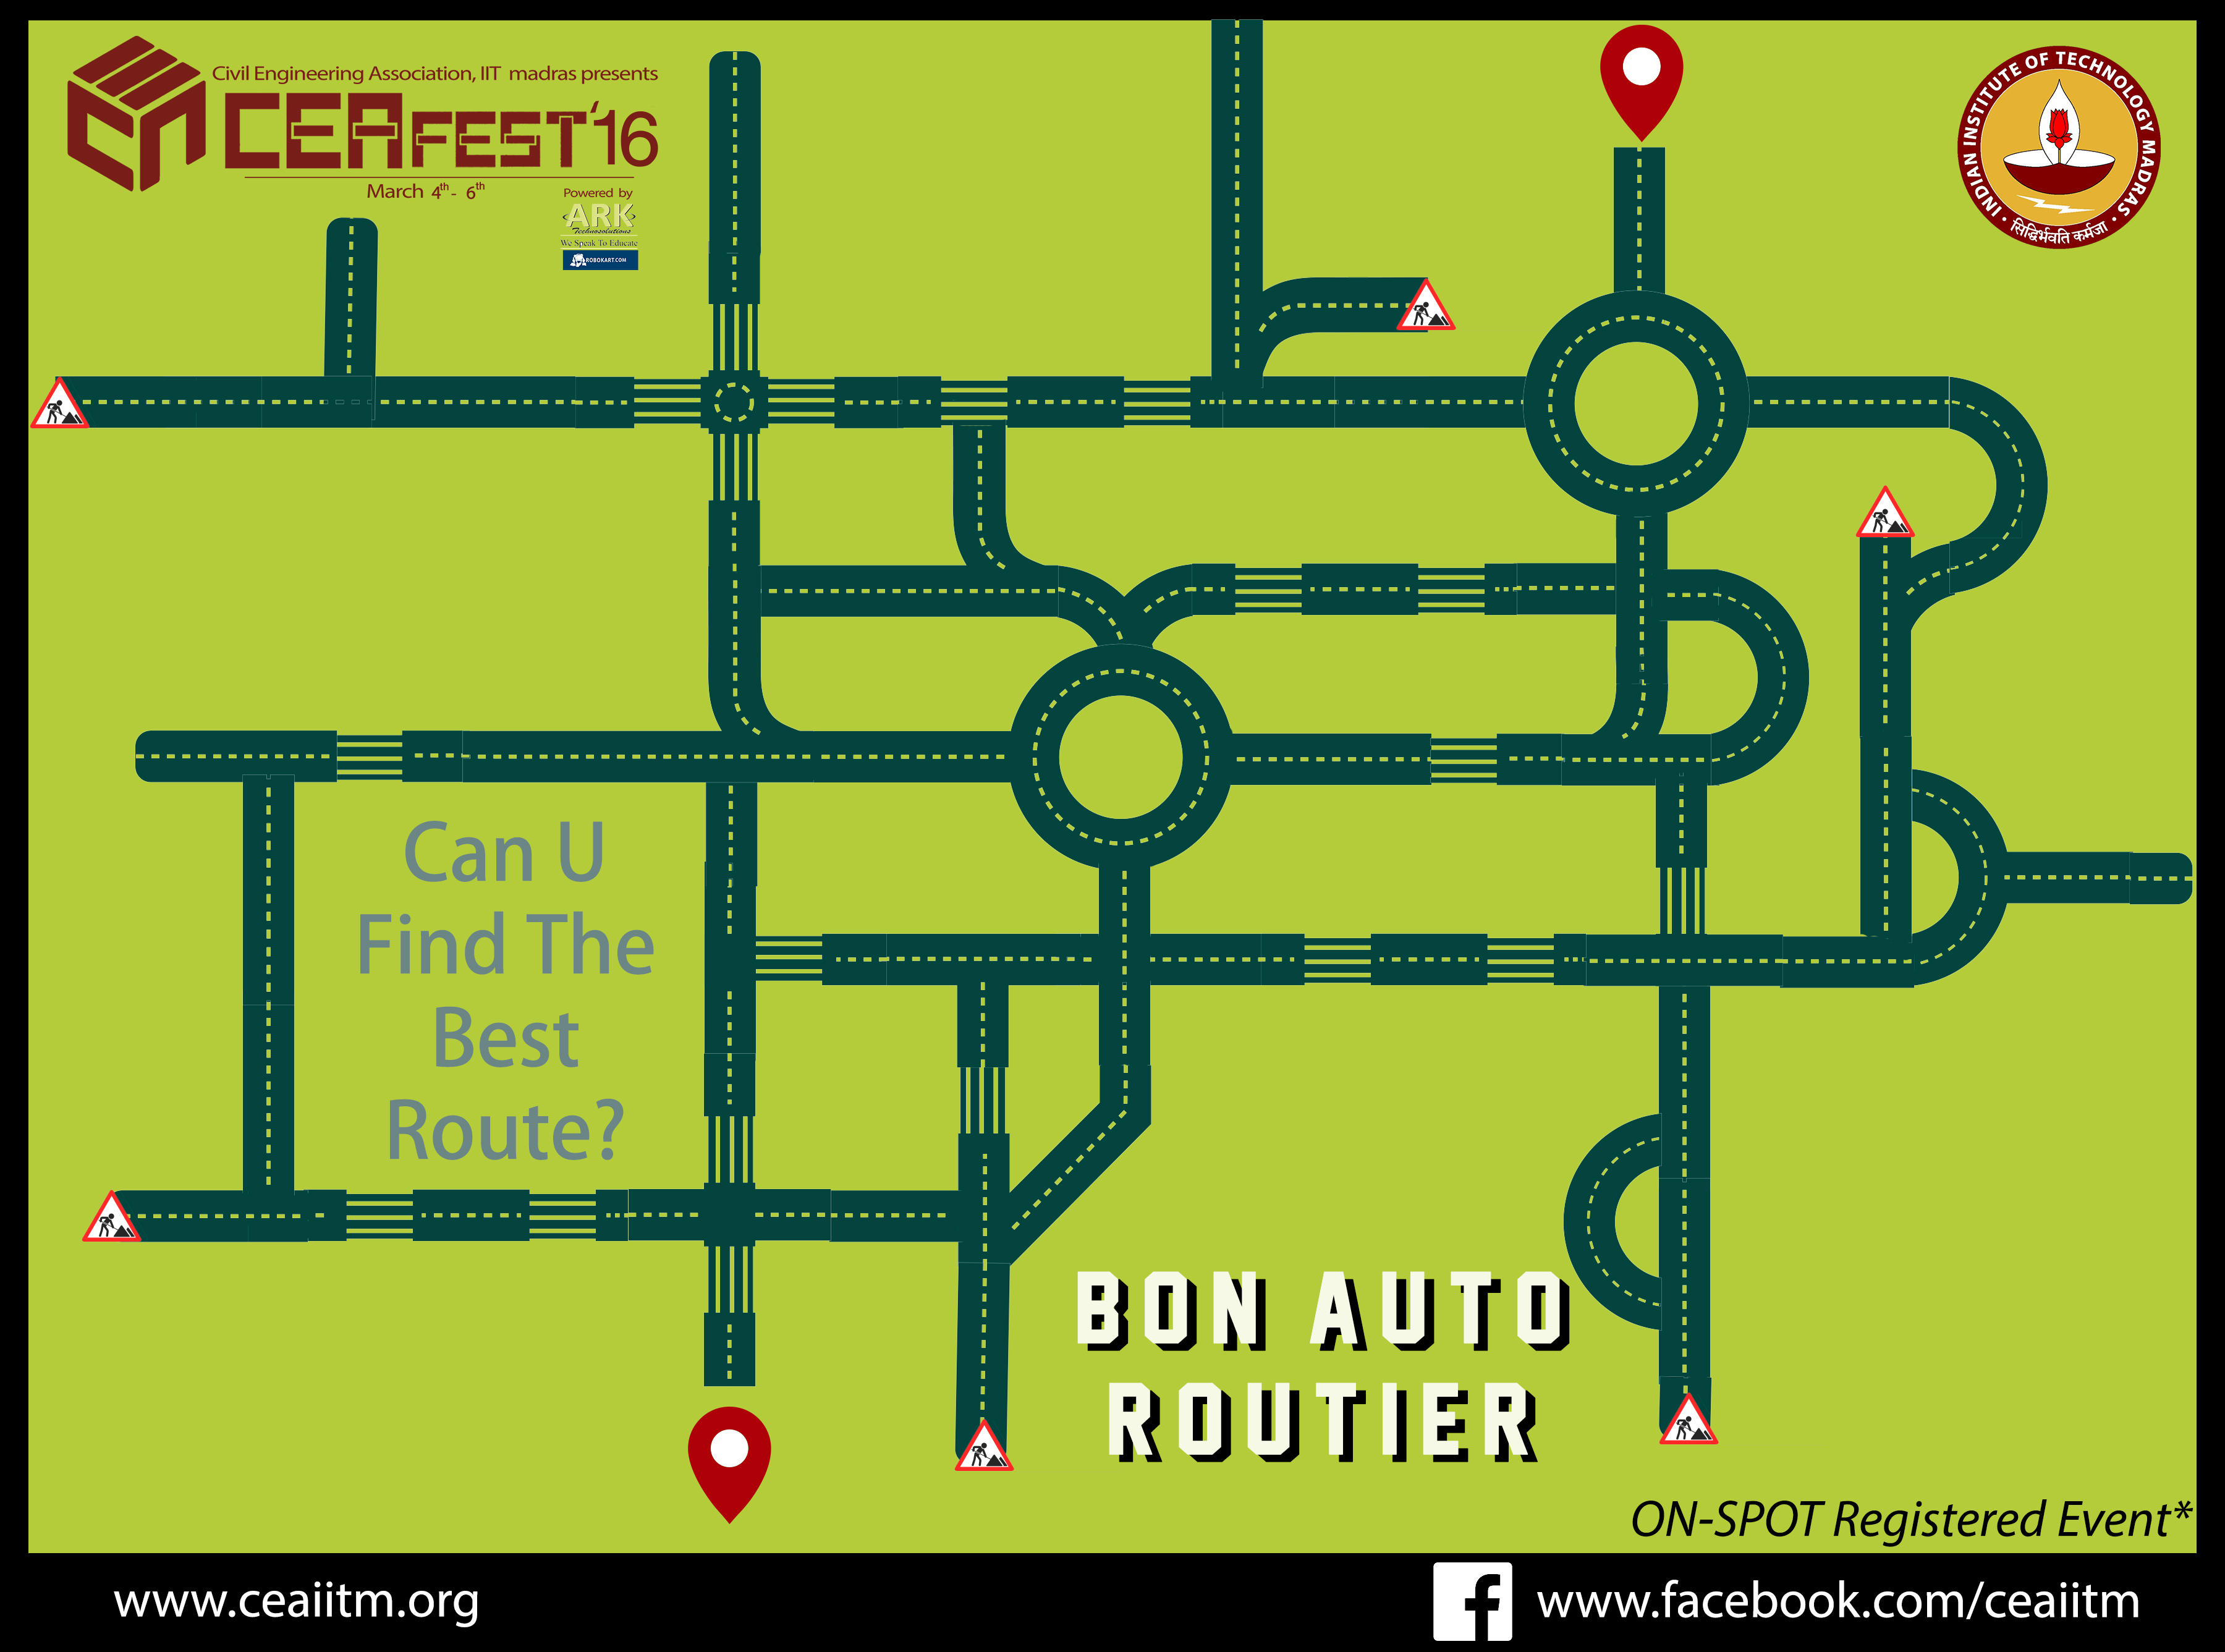 Civil Engineering Association, IIT madras presents
CEAFEST'16
March 4th - 6th
Powered by
ARK
Technosolutions
We Speak To Educate
ROBOKART.COM
INDIAN INSTITUTE OF TECHNOLOGY MADRAS
सिद्धिर्भवति कर्मजा
Can U
Find The
Best
Route?
BON AUTO
ROUTIER
ON-SPOT Registered Event*
www.ceaiitm.org
f www.facebook.com/ceaiitm